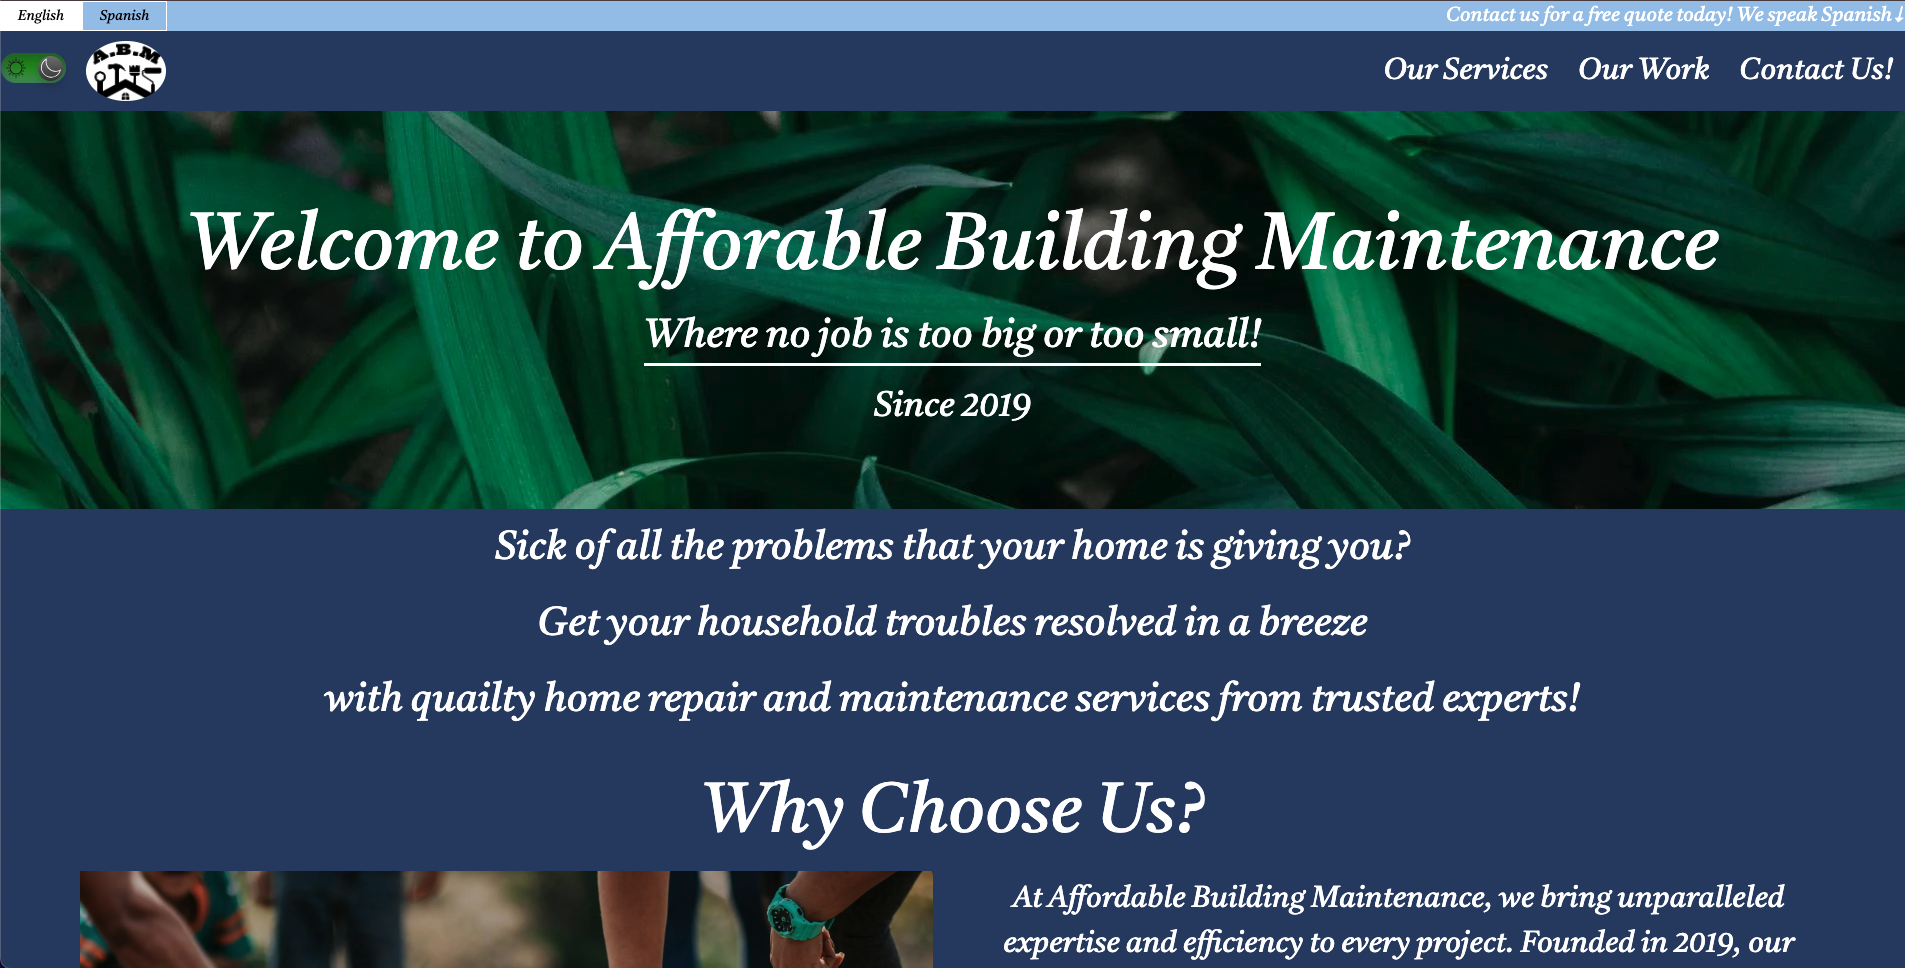 English Spanish Contact us for a free quote today! We speak Spanish↓
A.B.M
Our Services Our Work Contact Us!
Welcome to Afforable Building Maintenance
Where no job is too big or too small!
Since 2019
Sick of all the problems that your home is giving you?
Get your household troubles resolved in a breeze
with quailty home repair and maintenance services from trusted experts!
Why Choose Us?
At Affordable Building Maintenance, we bring unparalleled
expertise and efficiency to every project. Founded in 2019, our